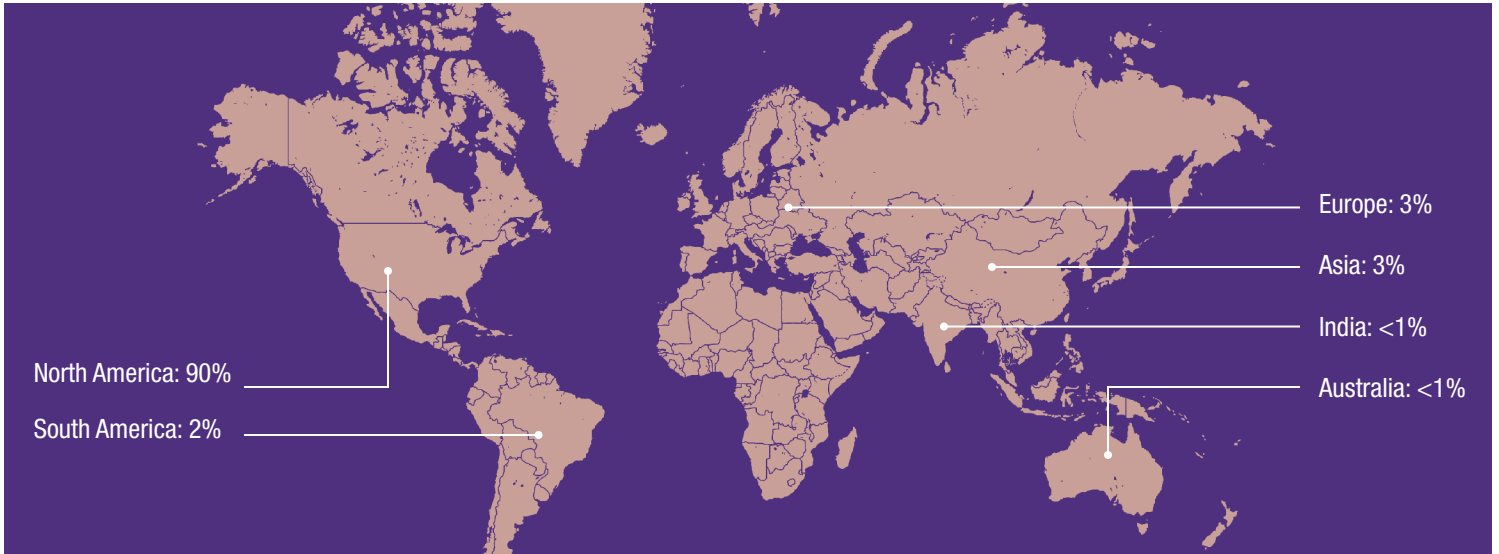 North America: 90%
South America: 2%
Europe: 3%
Asia: 3%
India: <1%
Australia: <1%